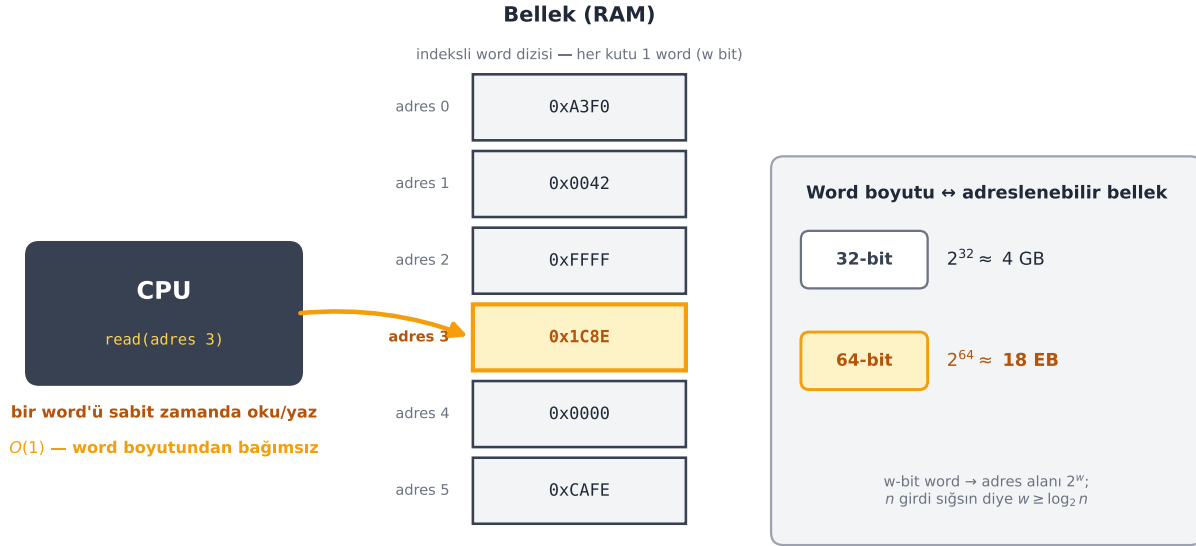 Bellek (RAM)
indeksli word dizisi — her kutu 1 word (w bit)
adres 0
0xA3F0
adres 1
0x0042
adres 2
0xFFFF
adres 3
0x1C8E
adres 4
0x0000
adres 5
0xCAFE
CPU
read(adres 3)
bir word'ü sabit zamanda oku/yaz
O(1) — word boyutundan bağımsız
Word boyutu ↔ adreslenebilir bellek
32-bit
2³² ≈ 4 GB
64-bit
2⁶⁴ ≈ 18 EB
w-bit word → adres alanı 2ʷ;
n girdi sığsın diye w ≥ log₂ n